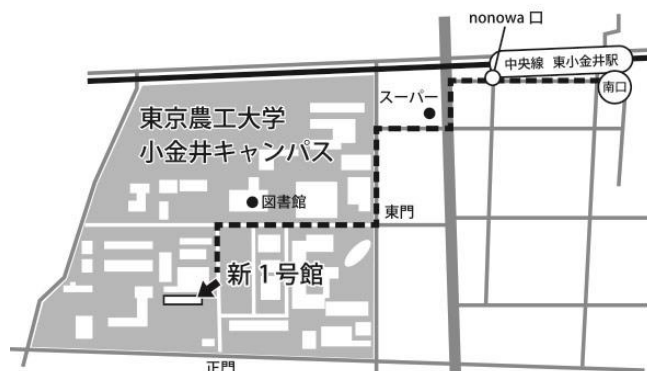 nonowa 口
中央線 東小金井駅
南口
スーパー
東京農工大学
小金井キャンパス
図書館
東門
新1号館
正門